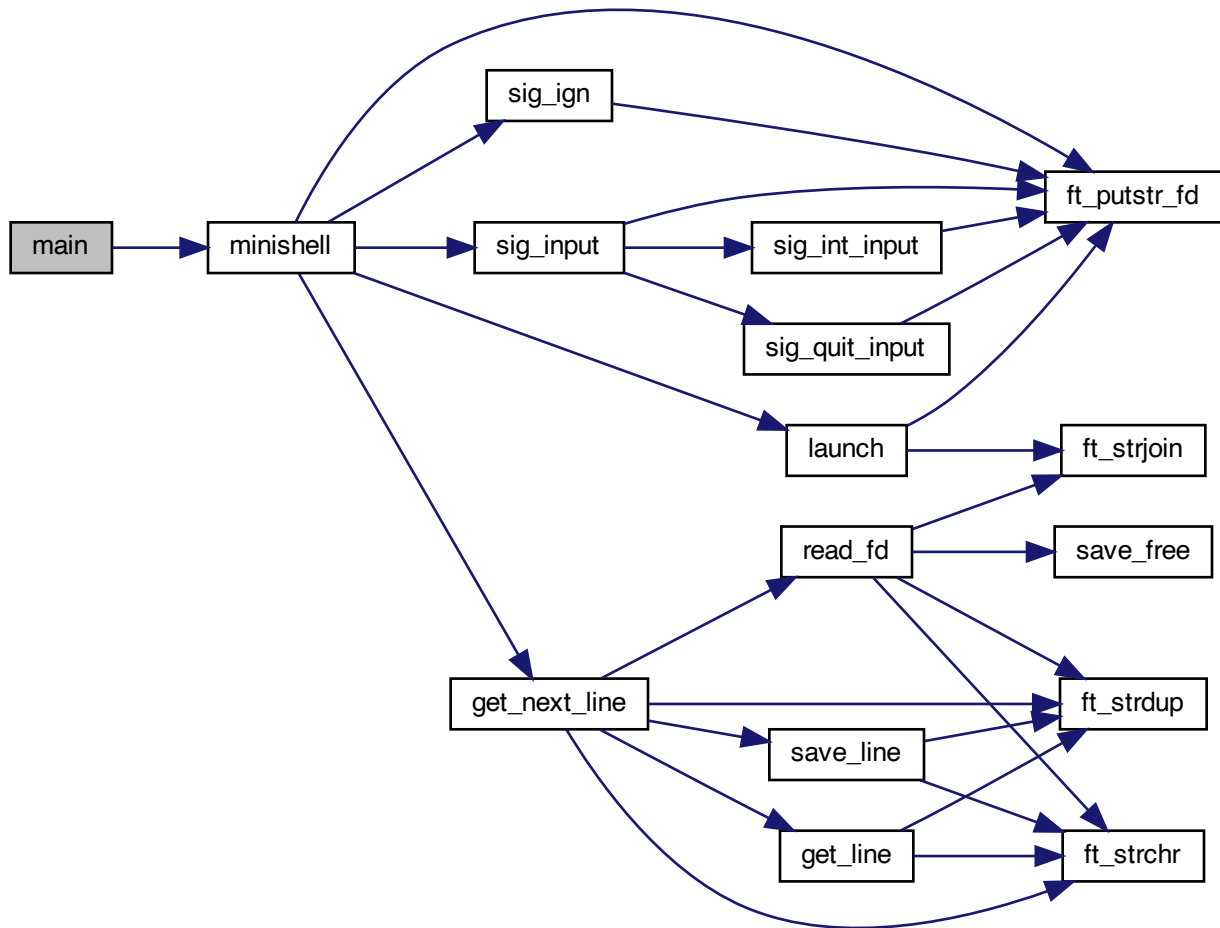 sig_ign
ft_putstr_fd
main
minishell
sig_input
sig_int_input
sig_quit_input
launch
ft_strjoin
read_fd
save_free
get_next_line
ft_strdup
save_line
get_line
ft_strchr